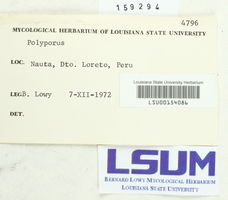 159294
4796
MYCOLOGICAL HERBARIUM OF LOUISIANA STATE UNIVERSITY
Polyporus
LOC. Nauta, Dto. Loreto, Peru
LEG. B. Lowy 7-XII-1972
DET.
Louisiana State University Herbarium
LSU00154086
LSUM
BERNARD LOWY MYCOLOGICAL HERBARIUM
LOUISIANA STATE UNIVERSITY